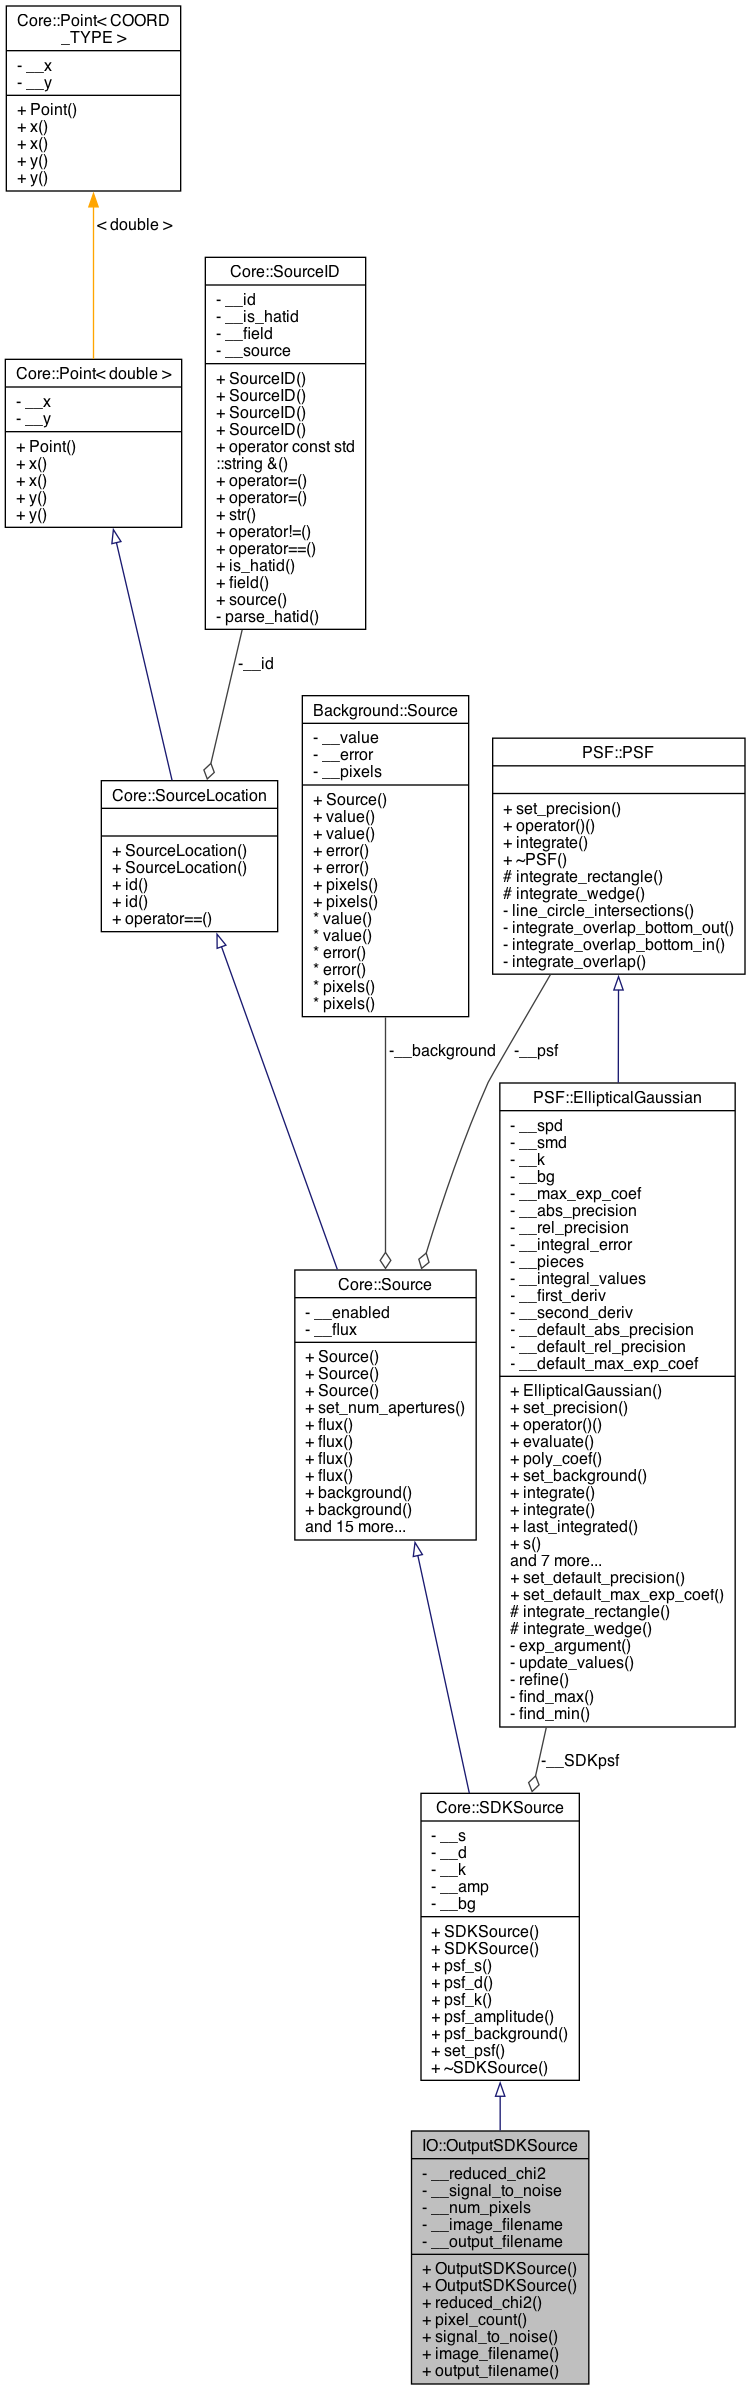 Core::Point< COORD
_TYPE >
- __x
- __y
+ Point()
+ x()
+ x()
+ y()
+ y()
< double >
Core::Point< double >
- __x
- __y
+ Point()
+ x()
+ x()
+ y()
+ y()
Core::SourceID
- __id
- __is_hatid
- __field
- __source
+ SourceID()
+ SourceID()
+ SourceID()
+ SourceID()
+ operator const std
::string &()
+ operator=()
+ operator=()
+ str()
+ operator!=()
+ operator==()
+ is_hatid()
+ field()
+ source()
- parse_hatid()
-__id
Core::SourceLocation
+ SourceLocation()
+ SourceLocation()
+ id()
+ id()
+ operator==()
Background::Source
- __value
- __error
- __pixels
+ Source()
+ value()
+ value()
+ error()
+ error()
+ pixels()
+ pixels()
* value()
* value()
* error()
* error()
* pixels()
* pixels()
PSF::PSF
+ set_precision()
+ operator()()
+ integrate()
+ ~PSF()
# integrate_rectangle()
# integrate_wedge()
- line_circle_intersections()
- integrate_overlap_bottom_out()
- integrate_overlap_bottom_in()
- integrate_overlap()
-__background
-__psf
PSF::EllipticalGaussian
- __spd
- __smd
- __k
- __bg
- __max_exp_coef
- __abs_precision
- __rel_precision
- __integral_error
- __pieces
- __integral_values
- __first_deriv
- __second_deriv
- __default_abs_precision
- __default_rel_precision
- __default_max_exp_coef
+ EllipticalGaussian()
+ set_precision()
+ operator()()
+ evaluate()
+ poly_coef()
+ set_background()
+ integrate()
+ integrate()
+ last_integrated()
+ s()
and 7 more...
+ set_default_precision()
+ set_default_max_exp_coef()
# integrate_rectangle()
# integrate_wedge()
- exp_argument()
- update_values()
- refine()
- find_max()
- find_min()
Core::Source
- __enabled
- __flux
+ Source()
+ Source()
+ Source()
+ set_num_apertures()
+ flux()
+ flux()
+ flux()
+ flux()
+ background()
+ background()
and 15 more...
-__SDKpsf
Core::SDKSource
- __s
- __d
- __k
- __amp
- __bg
+ SDKSource()
+ SDKSource()
+ psf_s()
+ psf_d()
+ psf_k()
+ psf_amplitude()
+ psf_background()
+ set_psf()
+ ~SDKSource()
IO::OutputSDKSource
- __reduced_chi2
- __signal_to_noise
- __num_pixels
- __image_filename
- __output_filename
+ OutputSDKSource()
+ OutputSDKSource()
+ reduced_chi2()
+ pixel_count()
+ signal_to_noise()
+ image_filename()
+ output_filename()